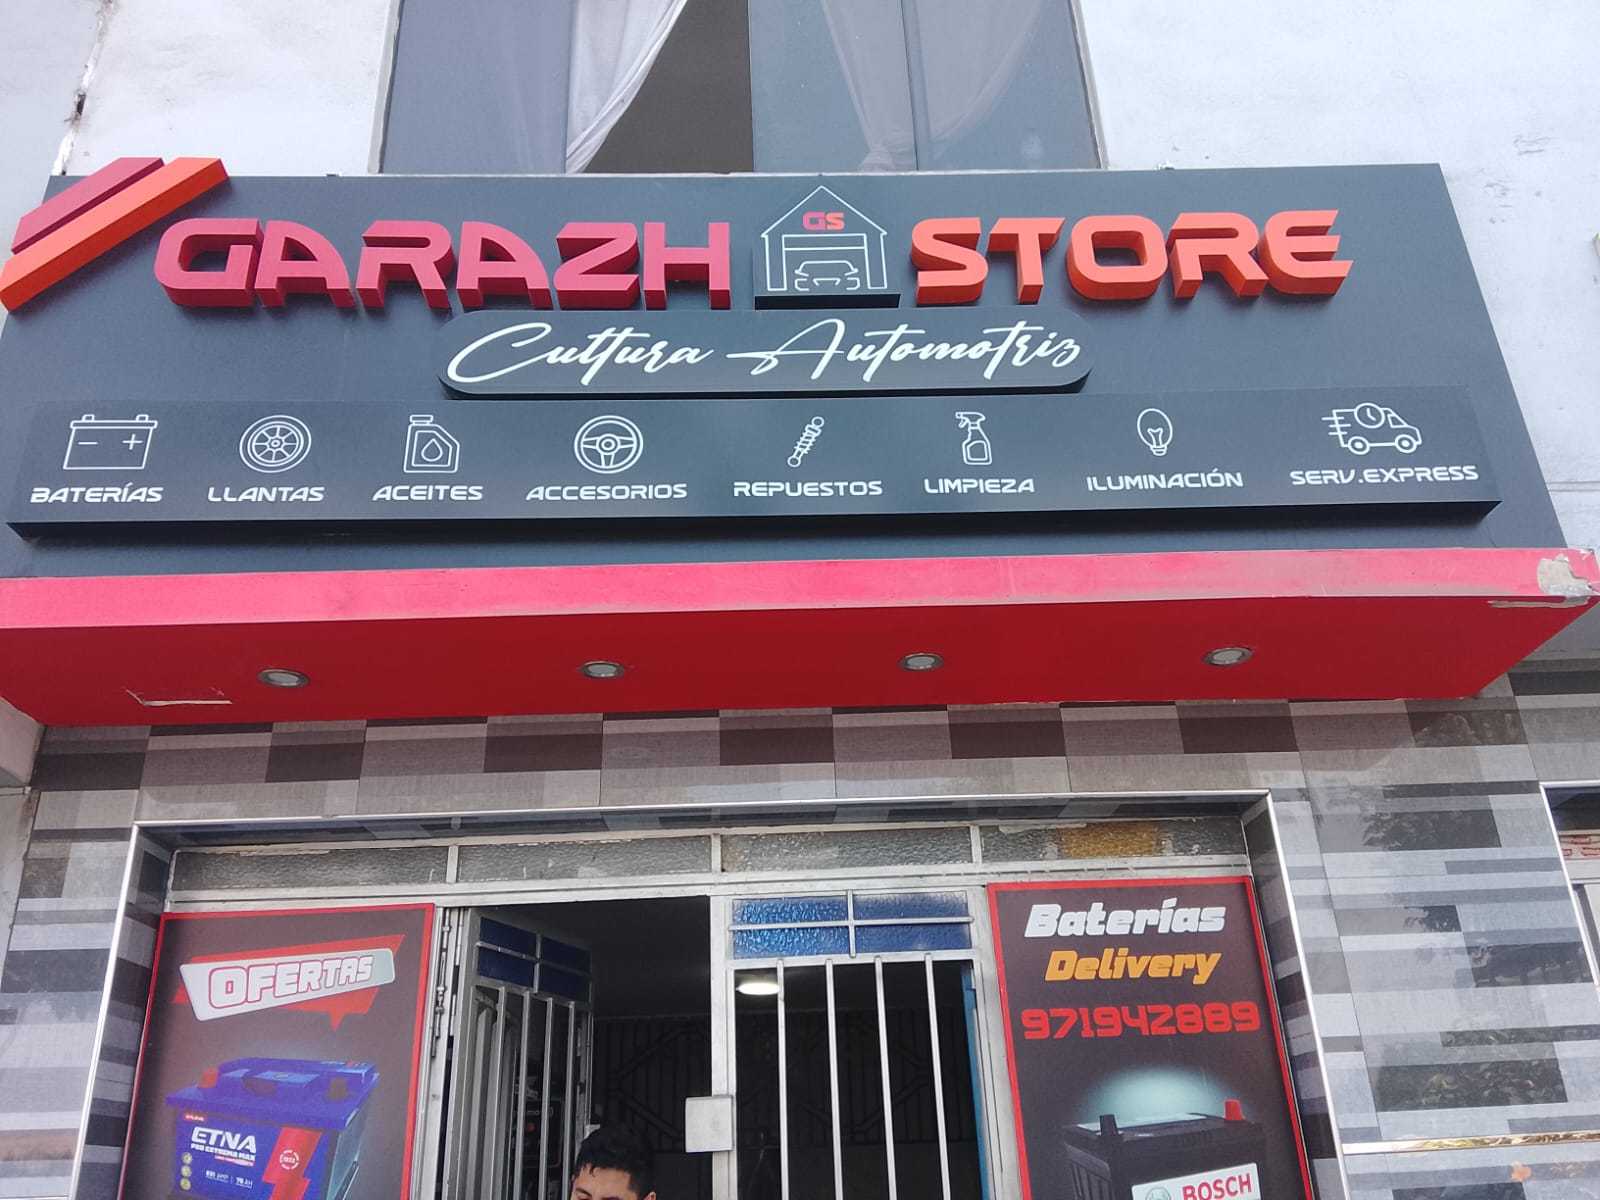 GARAZH GS STORE
Cultura Automotriz
BATERÍAS LLANTAS ACEITES ACCESORIOS REPUESTOS LIMPIEZA ILUMINACIÓN SERV.EXPRESS
OFERTAS
ETNA
Baterías
Delivery
971942889
BOSCH